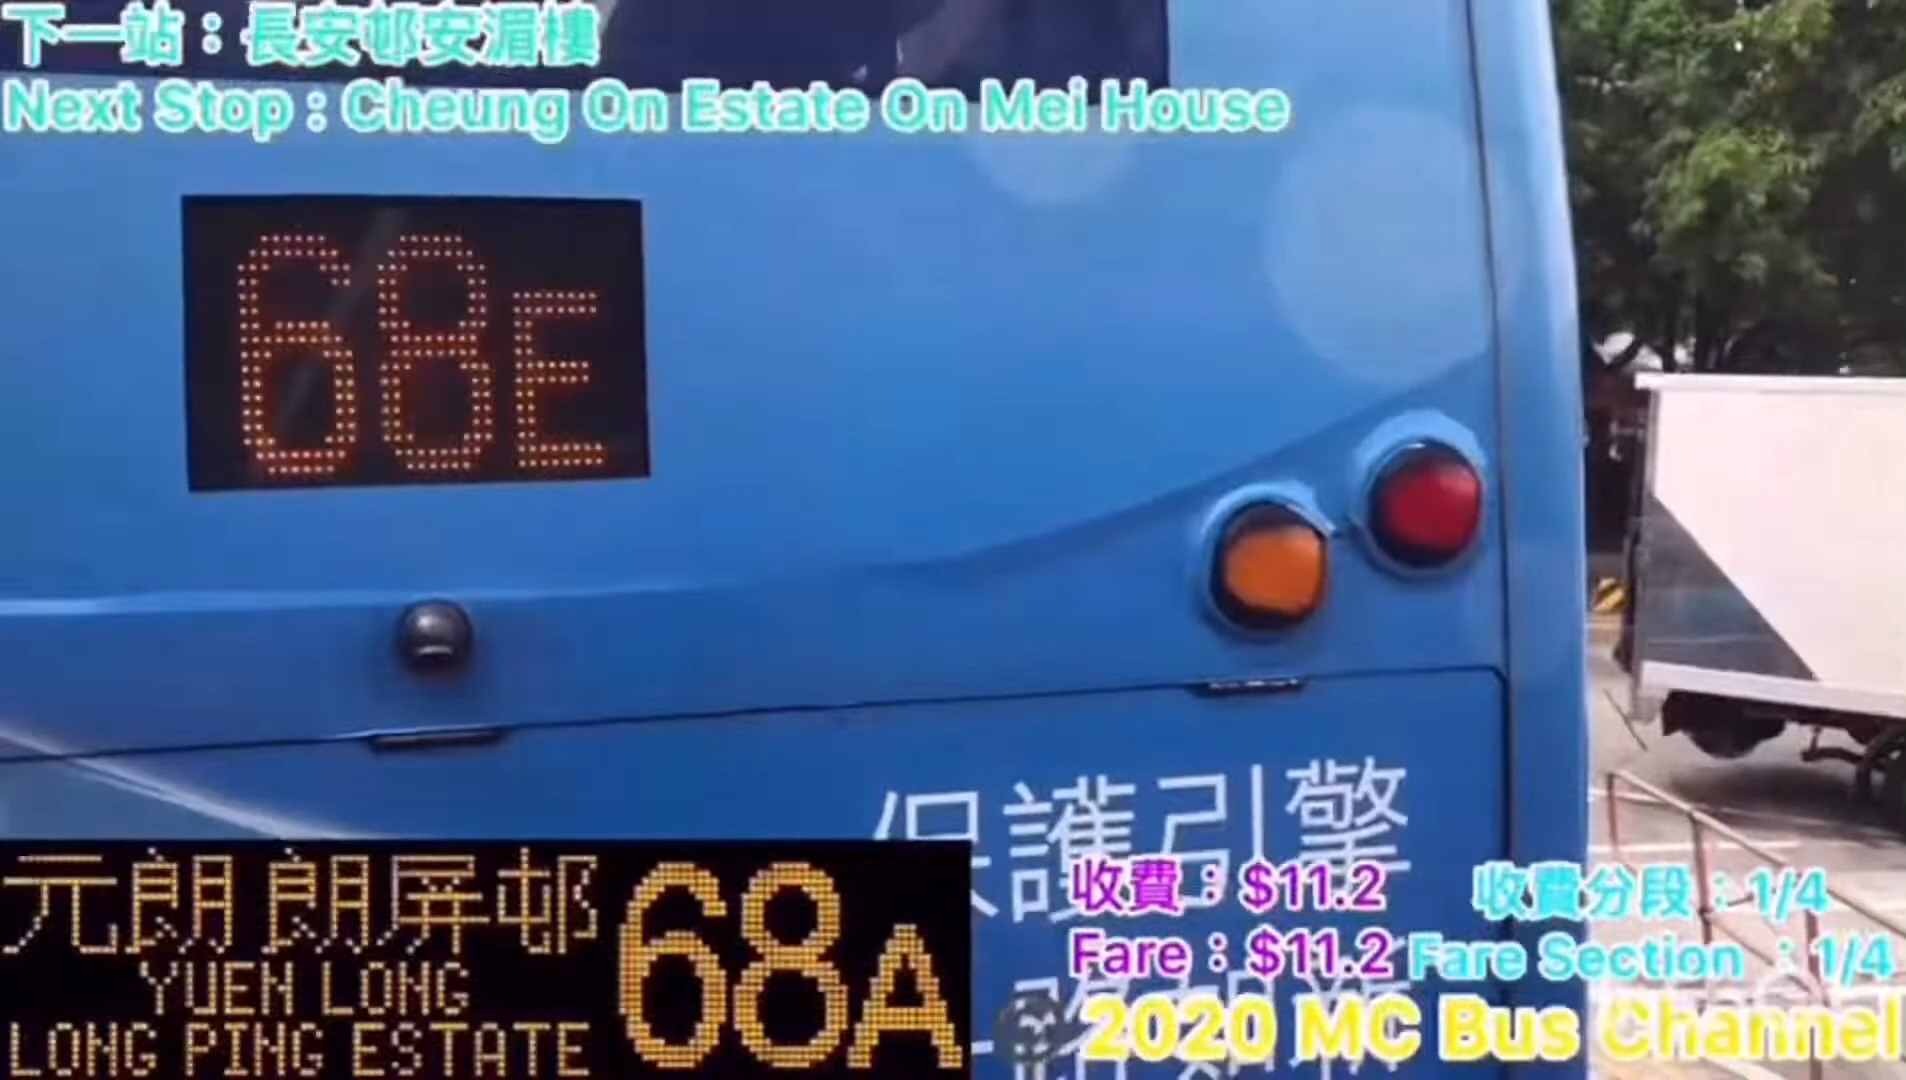 下一站：長安邨安湄樓
Next Stop : Cheung On Estate On Mei House
68E
保護引擎
元朗 朗屏邨
YUEN LONG
LONG PING ESTATE
68A
收費：$11.2
收費分段：1/4
Fare：$11.2
Fare Section ：1/4
2020 MC Bus Channel